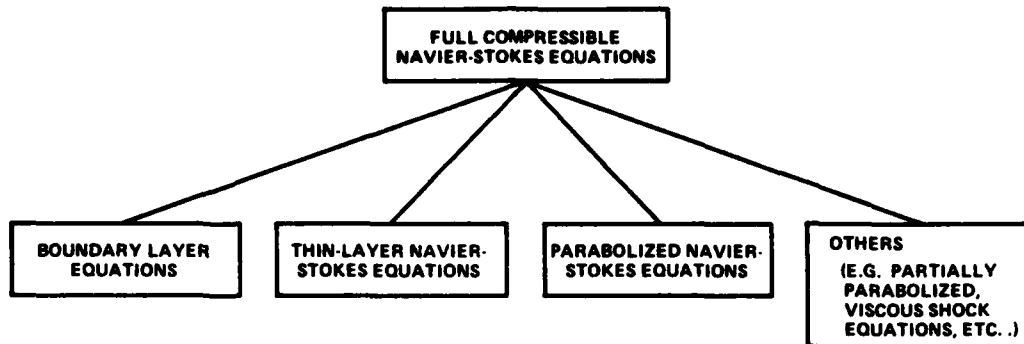 FULL COMPRESSIBLE
NAVIER-STOKES EQUATIONS
BOUNDARY LAYER
EQUATIONS
THIN-LAYER NAVIER-
STOKES EQUATIONS
PARABOLIZED NAVIER-
STOKES EQUATIONS
OTHERS
(E.G. PARTIALLY
PARABOLIZED,
VISCOUS SHOCK
EQUATIONS, ETC. .)